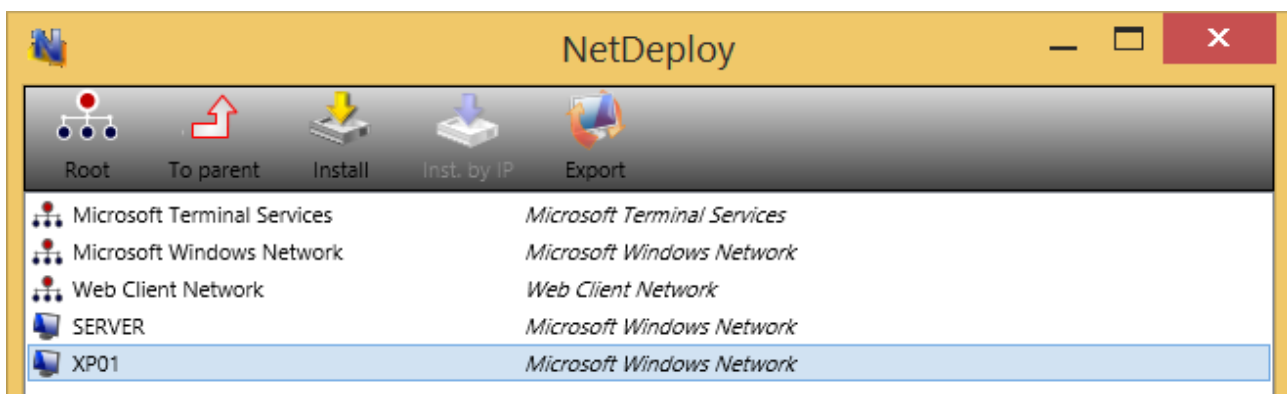 NetDeploy
Root To parent Install Inst. by IP Export
Microsoft Terminal Services Microsoft Terminal Services
Microsoft Windows Network Microsoft Windows Network
Web Client Network Web Client Network
SERVER Microsoft Windows Network
XP01 Microsoft Windows Network